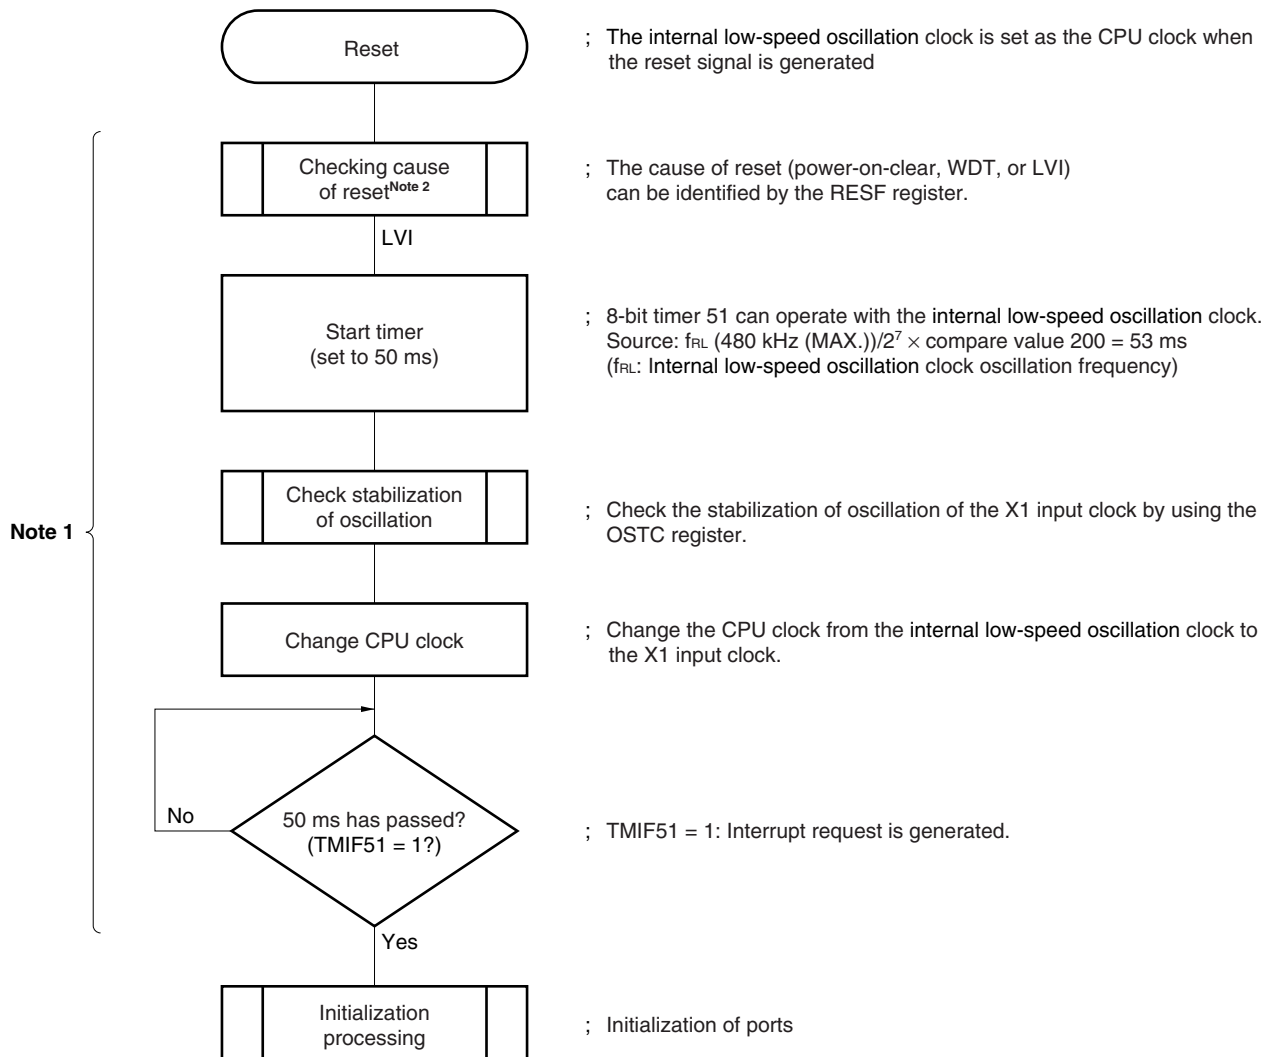 Reset
; The internal low-speed oscillation clock is set as the CPU clock when
the reset signal is generated
Checking cause
of reset^Note 2
; The cause of reset (power-on-clear, WDT, or LVI)
can be identified by the RESF register.
LVI
Start timer
(set to 50 ms)
; 8-bit timer 51 can operate with the internal low-speed oscillation clock.
Source: fRL (480 kHz (MAX.))/2^7 × compare value 200 = 53 ms
(fRL: Internal low-speed oscillation clock oscillation frequency)
Note 1
Check stabilization
of oscillation
; Check the stabilization of oscillation of the X1 input clock by using the
OSTC register.
Change CPU clock
; Change the CPU clock from the internal low-speed oscillation clock to
the X1 input clock.
No
50 ms has passed?
(TMIF51 = 1?)
; TMIF51 = 1: Interrupt request is generated.
Yes
Initialization
processing
; Initialization of ports